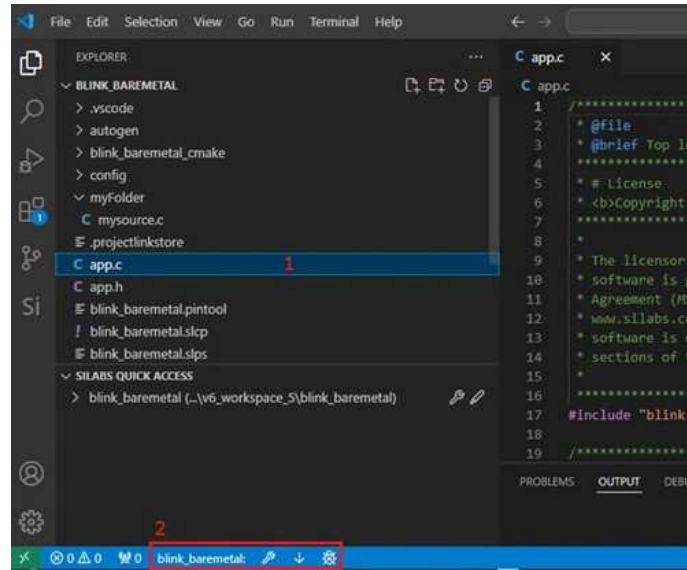 File Edit Selection View Go Run Terminal Help
EXPLORER
BLINK_BAREMETAL
.vscode
autogen
blink_baremetal_cmake
config
myFolder
C mysource.c
.projectlinkstore
C app.c 1
C app.h
blink_baremetal.pintool
! blink_baremetal.slcp
blink_baremetal.slps
SILABS QUICK ACCESS
blink_baremetal (...\v6_workspace_5\blink_baremetal)
Si
1
C app.c ×
C app.c
1 /***************
2 * @file
3 * @brief Top
4 ***************
5 * # License
6 * <b>Copyright
7 ***************
8 *
9 * The licensor
10 * software is
11 * Agreement
12 * www.silabs.
13 * software is
14 * sections of
15 *
16 ***************
17 #include "blink
18
19 /***************
PROBLEMS OUTPUT
2
0 0 0 blink_baremetal: